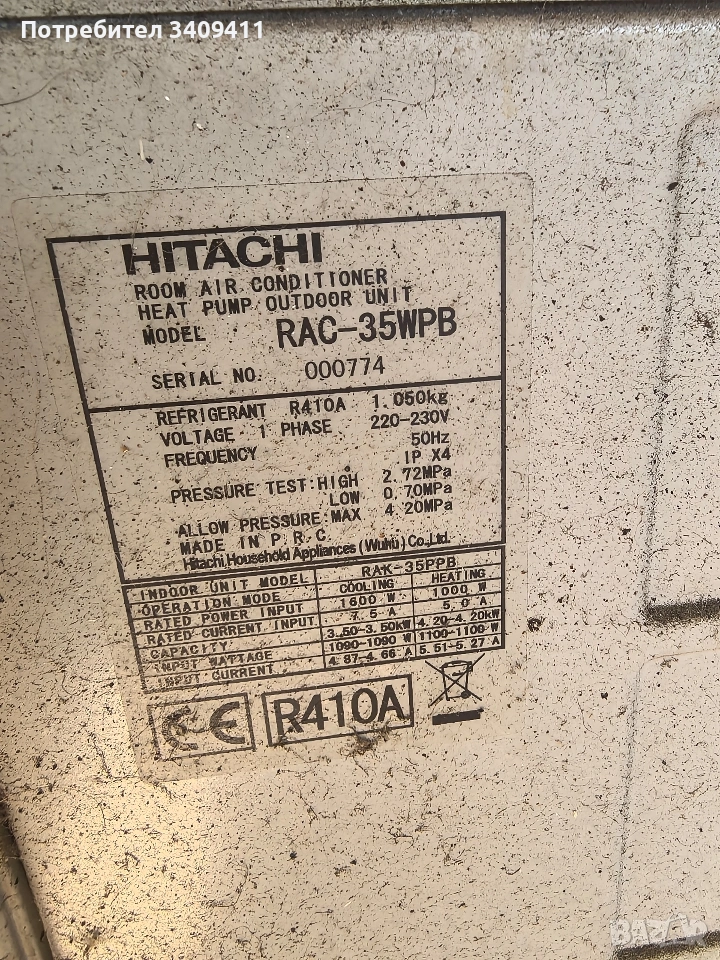 Потребител 3409411
HITACHI
ROOM AIR CONDITIONER
HEAT PUMP OUTDOOR UNIT
MODEL RAC-35WPB
SERIAL NO. 000774
REFRIGERANT R410A 1.050kg
VOLTAGE 1 PHASE 220-230V
FREQUENCY 50Hz
IP X4
PRESSURE TEST:HIGH 2.72MPa
LOW 0.70MPa
ALLOW PRESSURE:MAX 4.20MPa
MADE IN P.R.C.
Hitachi Household Appliances (Wuhu) Co.,Ltd.
INDOOR UNIT MODEL RAK-35PPB
OPERATION MODE COOLING HEATING
RATED POWER INPUT 1600 W 1000 W
RATED CURRENT INPUT 7.5 A 5.0 A
CAPACITY 3.50-3.50kW 4.20-4.20kW
INPUT WATTAGE 1090-1090 W 1100-1100 W
INPUT CURRENT 4.87-4.66 A 5.51-5.27 A
CE R410A
BAZAR